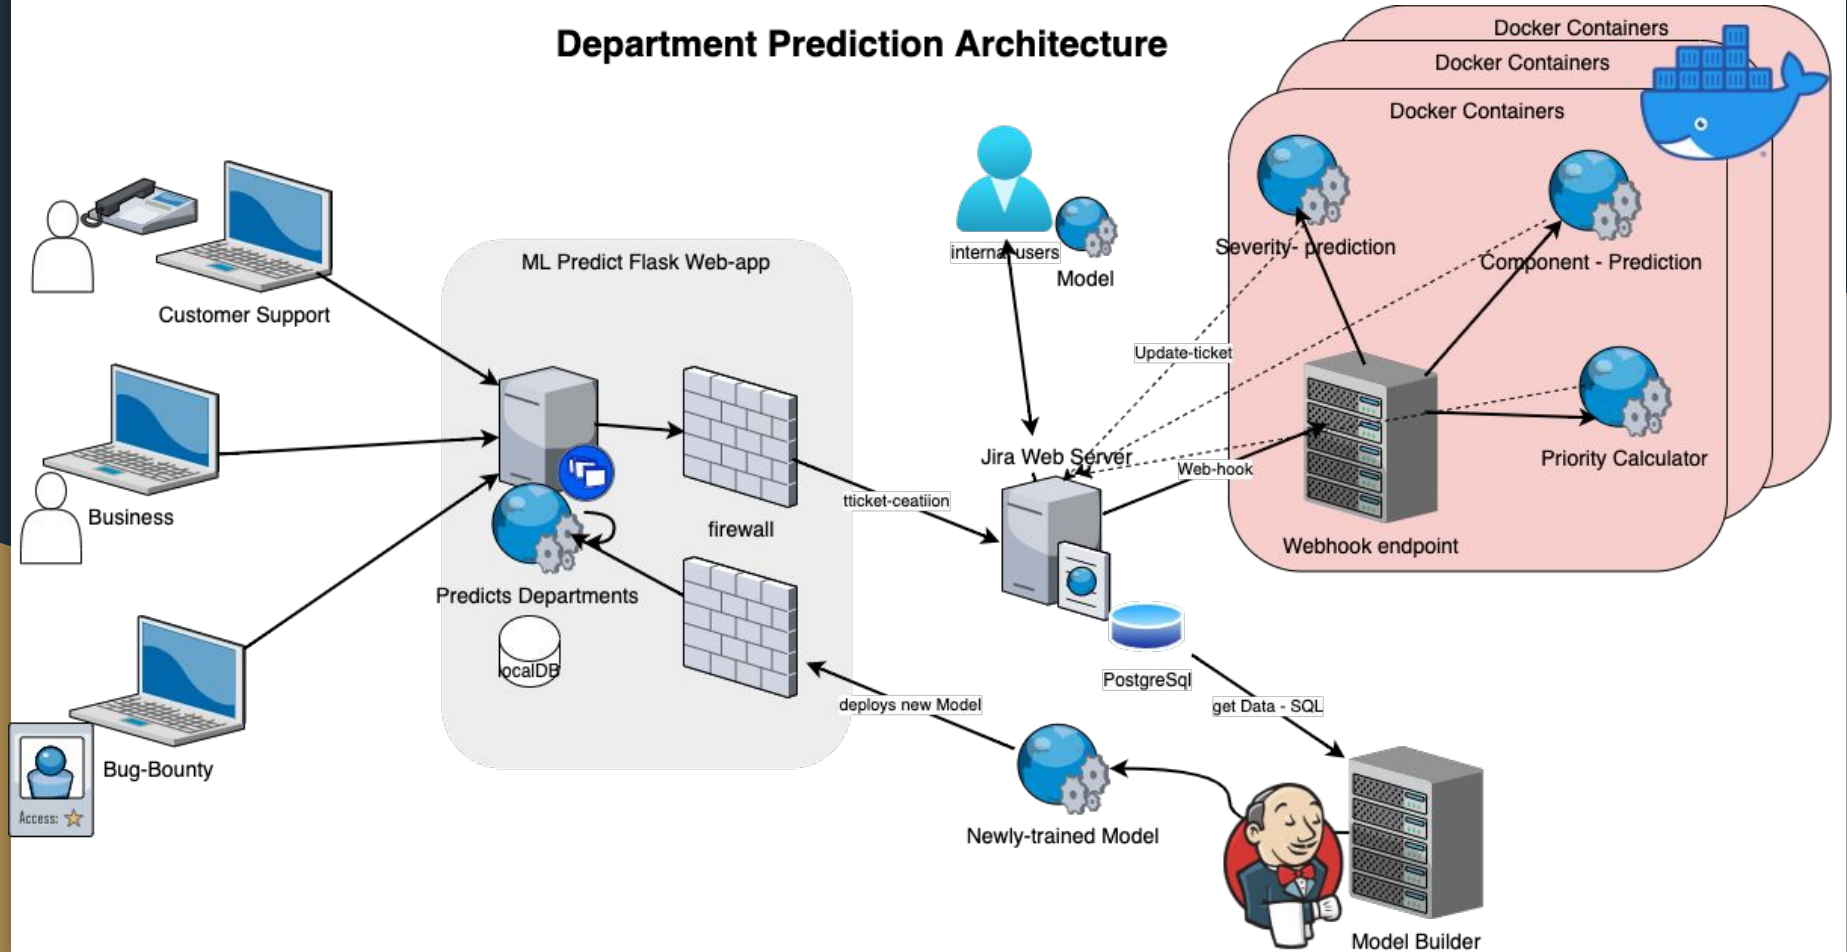 Department Prediction Architecture
Docker Containers
Docker Containers
Docker Containers
Customer Support
ML Predict Flask Web-app
internal users
Model
Severity- prediction
Component - Prediction
Update-ticket
Jira Web Server
Web-hook
Priority Calculator
Business
firewall
tticket-ceatiion
Webhook endpoint
Predicts Departments
ocalDB
PostgreSql
get Data - SQL
deploys new Model
Bug-Bounty
Access:
Newly-trained Model
Model Builder